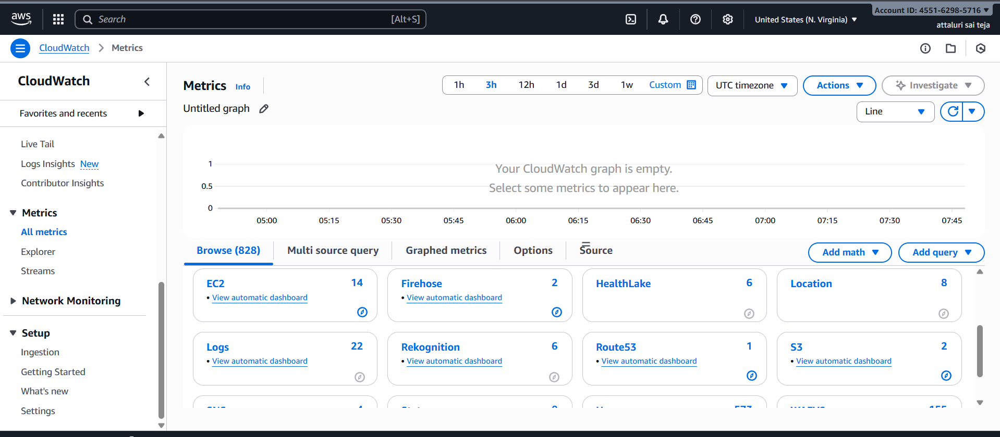 aws
Search [Alt+S]
United States (N. Virginia)
Account ID: 4551-6298-5716
attaluri sai teja
CloudWatch > Metrics
CloudWatch
Favorites and recents
Live Tail
Logs Insights New
Contributor Insights
Metrics
All metrics
Explorer
Streams
Network Monitoring
Setup
Ingestion
Getting Started
What's new
Settings
Metrics Info
1h 3h 12h 1d 3d 1w Custom
UTC timezone
Actions
Investigate
Untitled graph
Line
1
0.5
0
Your CloudWatch graph is empty.
Select some metrics to appear here.
05:00 05:15 05:30 05:45 06:00 06:15 06:30 06:45 07:00 07:15 07:30 07:45
Browse (828) Multi source query Graphed metrics Options Source
Add math
Add query
EC2 14
• View automatic dashboard
Firehose 2
• View automatic dashboard
HealthLake 6
Location 8
Logs 22
• View automatic dashboard
Rekognition 6
• View automatic dashboard
Route53 1
• View automatic dashboard
S3 2
• View automatic dashboard